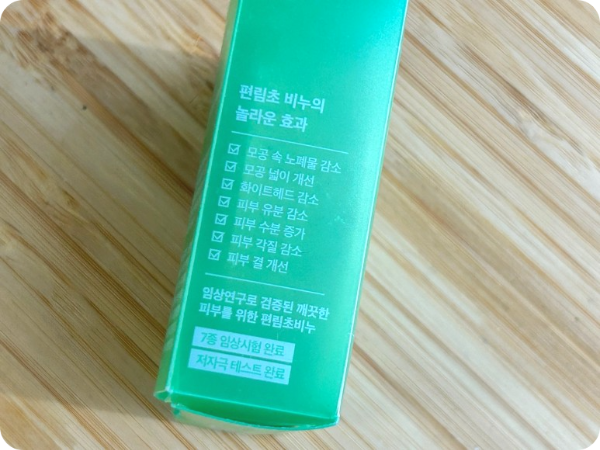 편림초 비누의
놀라운 효과
모공 속 노폐물 감소
모공 넓이 개선
화이트헤드 감소
피부 유분 감소
피부 수분 증가
피부 각질 감소
피부 결 개선
임상연구로 검증된 깨끗한
피부를 위한 편림초비누
7종 임상시험 완료
저자극 테스트 완료